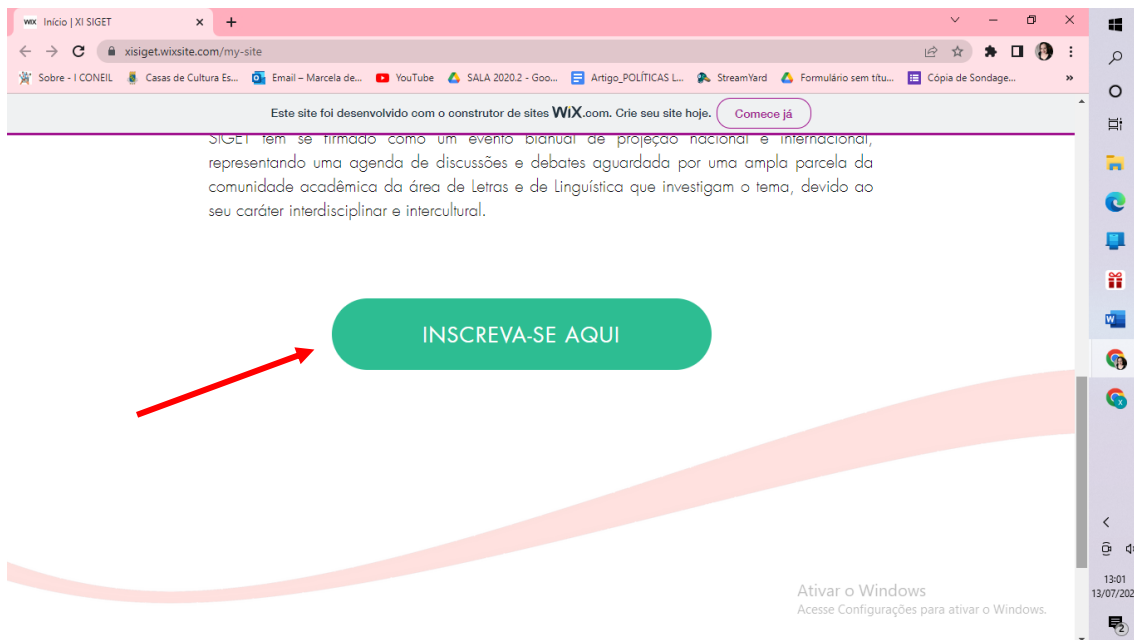 WiX Início | XI SIGET
xisiget.wixsite.com/my-site
Sobre - I CONEIL Casas de Cultura Es... Email – Marcela de... YouTube SALA 2020.2 - Goo... Artigo_POLÍTICAS L... StreamYard Formulário sem títu... Cópia de Sondage... »
Este site foi desenvolvido com o construtor de sites WiX.com. Crie seu site hoje. Comece já
SIGET tem se firmado como um evento bianual de projeção nacional e internacional,
representando uma agenda de discussões e debates aguardada por uma ampla parcela da
comunidade acadêmica da área de Letras e de Linguística que investigam o tema, devido ao
seu caráter interdisciplinar e intercultural.
INSCREVA-SE AQUI
Ativar o Windows
Acesse Configurações para ativar o Windows.
13:01
13/07/202
2